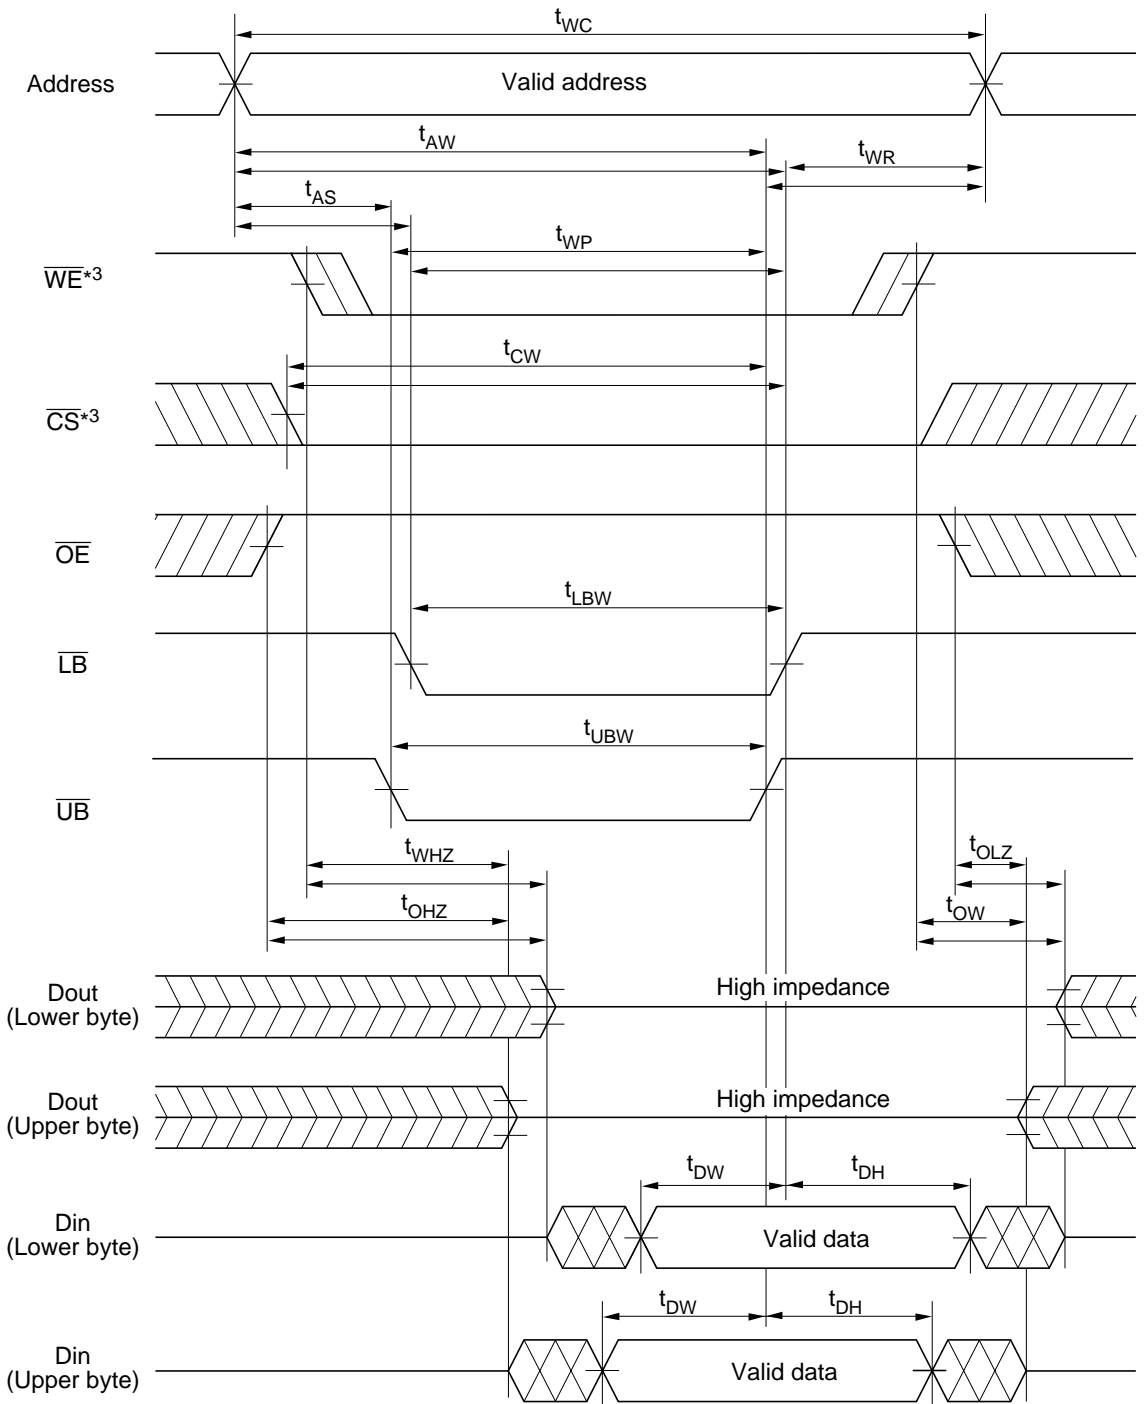 tWC
Address
Valid address
tAW
tWR
tAS
tWP
WE*3
tCW
CS*3
OE
tLBW
LB
tUBW
UB
tWHZ
tOLZ
tOHZ
tOW
Dout
(Lower byte)
High impedance
Dout
(Upper byte)
High impedance
tDW
tDH
Din
(Lower byte)
Valid data
tDW
tDH
Din
(Upper byte)
Valid data